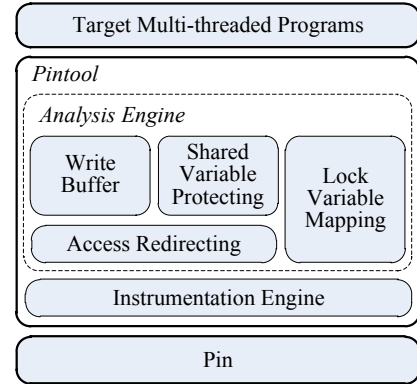 Target Multi-threaded Programs
Pintool
Analysis Engine
Write
Buffer
Shared
Variable
Protecting
Lock
Variable
Mapping
Access Redirecting
Instrumentation Engine
Pin